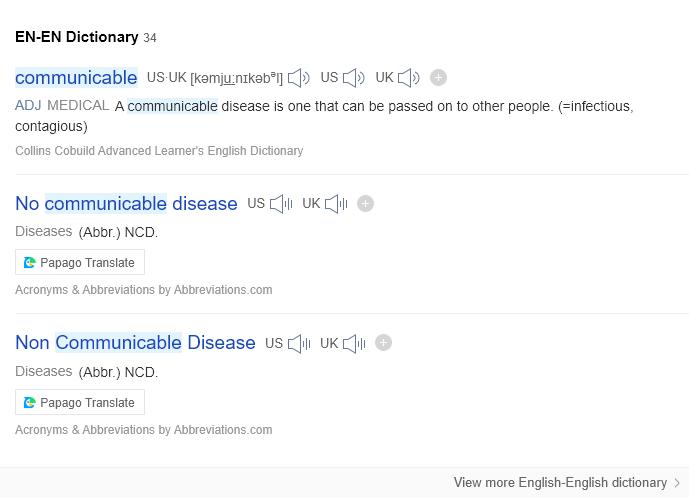 EN-EN Dictionary 34
communicable US·UK [kəmju:nɪkəbᵊl] US UK
ADJ MEDICAL A communicable disease is one that can be passed on to other people. (=infectious,
contagious)
Collins Cobuild Advanced Learner's English Dictionary
No communicable disease US UK
Diseases (Abbr.) NCD.
Papago Translate
Acronyms & Abbreviations by Abbreviations.com
Non Communicable Disease US UK
Diseases (Abbr.) NCD.
Papago Translate
Acronyms & Abbreviations by Abbreviations.com
View more English-English dictionary